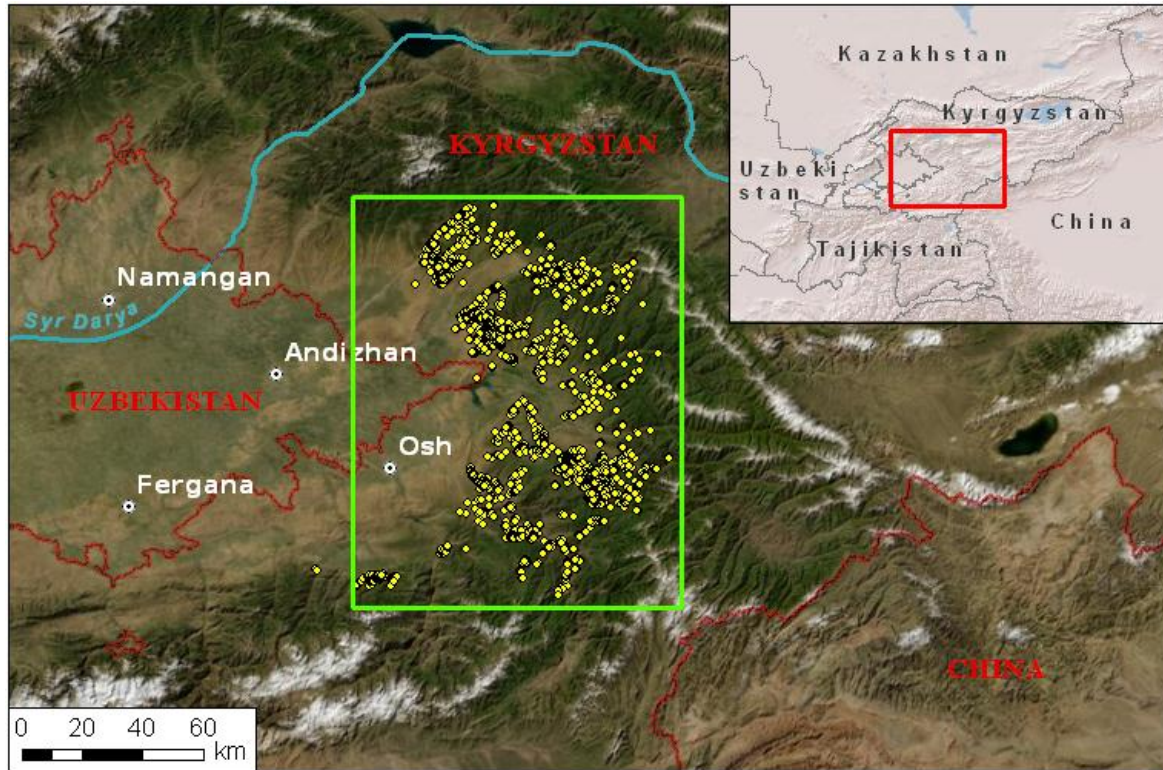 Kazakhstan
Kyrgyzstan
Uzbeki-
stan
China
Tajikistan
KYRGYZSTAN
Namangan
Syr Darya
Andizhan
UZBEKISTAN
Osh
Fergana
CHINA
0 20 40 60
km